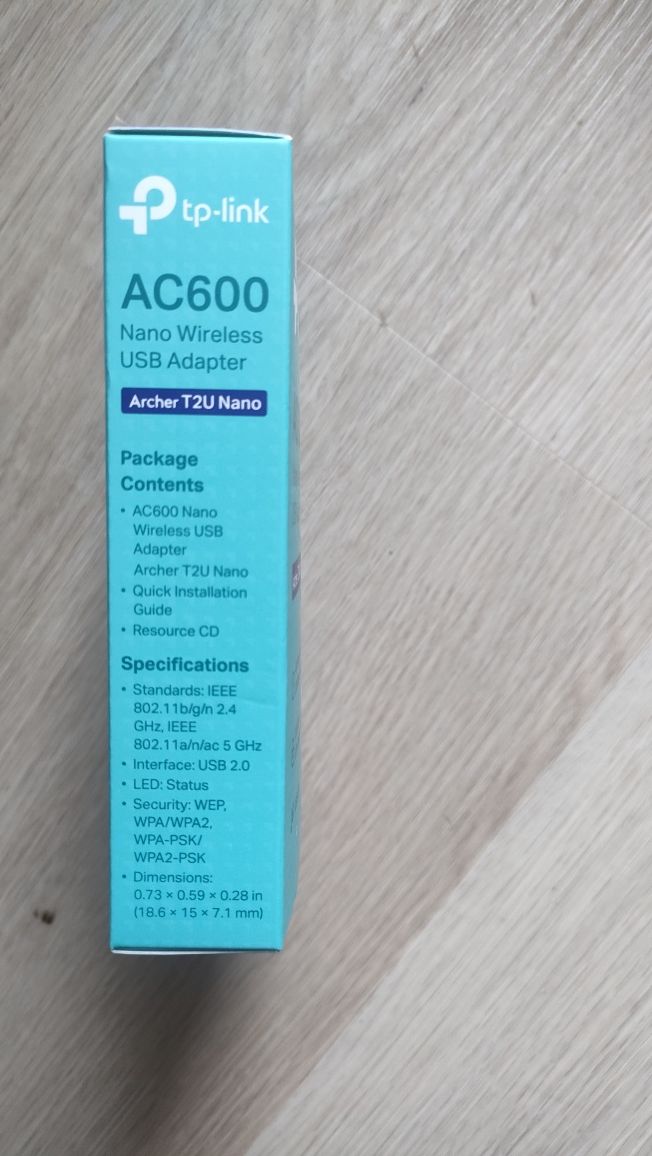 tp-link
AC600
Nano Wireless
USB Adapter
Archer T2U Nano
Package
Contents
• AC600 Nano
Wireless USB
Adapter
Archer T2U Nano
• Quick Installation
Guide
• Resource CD
Specifications
• Standards: IEEE
802.11b/g/n 2.4
GHz, IEEE
802.11a/n/ac 5 GHz
• Interface: USB 2.0
• LED: Status
• Security: WEP,
WPA/WPA2,
WPA-PSK/
WPA2-PSK
• Dimensions:
0.73 × 0.59 × 0.28 in
(18.6 × 15 × 7.1 mm)